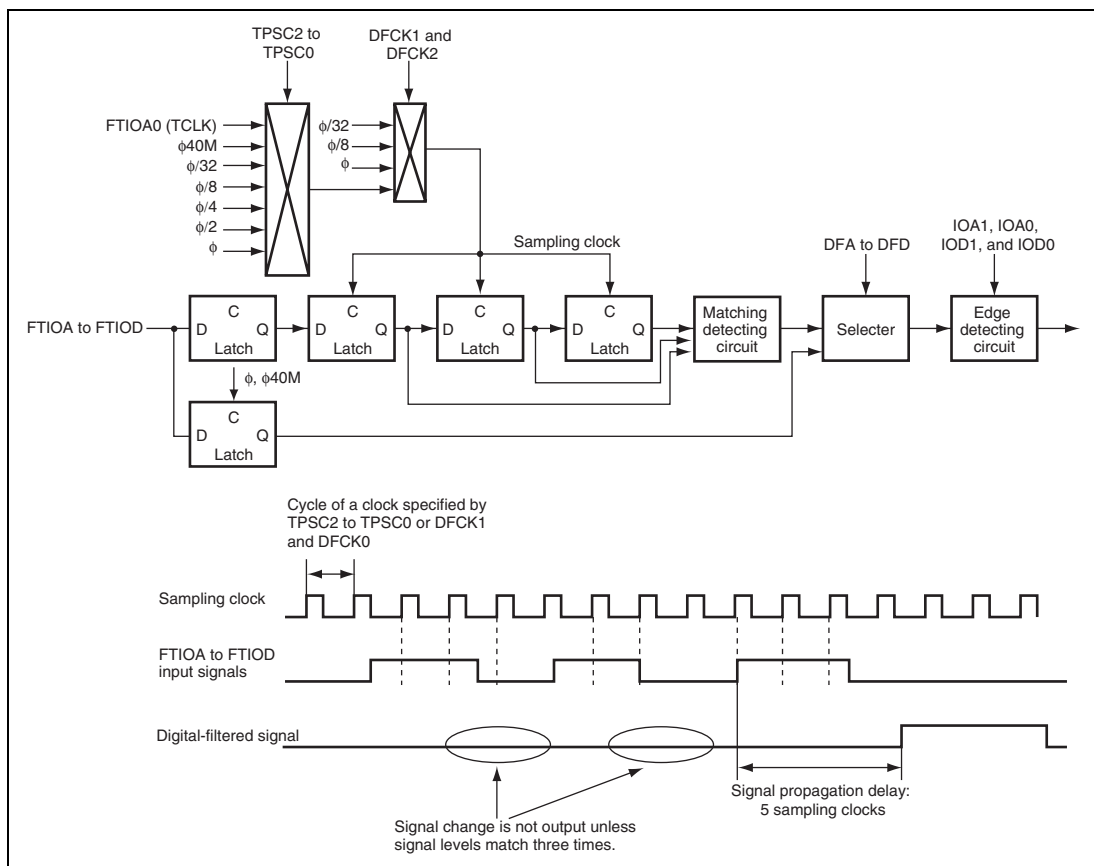 TPSC2 to
TPSC0
DFCK1 and
DFCK2
FTIOA0 (TCLK)
ϕ40M
ϕ/32
ϕ/8
ϕ/4
ϕ/2
ϕ
ϕ/32
ϕ/8
ϕ
Sampling clock
DFA to DFD
IOA1, IOA0,
IOD1, and IOD0
FTIOA to FTIOD
C
D Q
Latch
C
D Q
Latch
C
D Q
Latch
C
D Q
Latch
Matching
detecting
circuit
Selecter
Edge
detecting
circuit
ϕ, ϕ40M
C
D Q
Latch
Cycle of a clock specified by
TPSC2 to TPSC0 or DFCK1
and DFCK0
Sampling clock
FTIOA to FTIOD
input signals
Digital-filtered signal
Signal propagation delay:
5 sampling clocks
Signal change is not output unless
signal levels match three times.